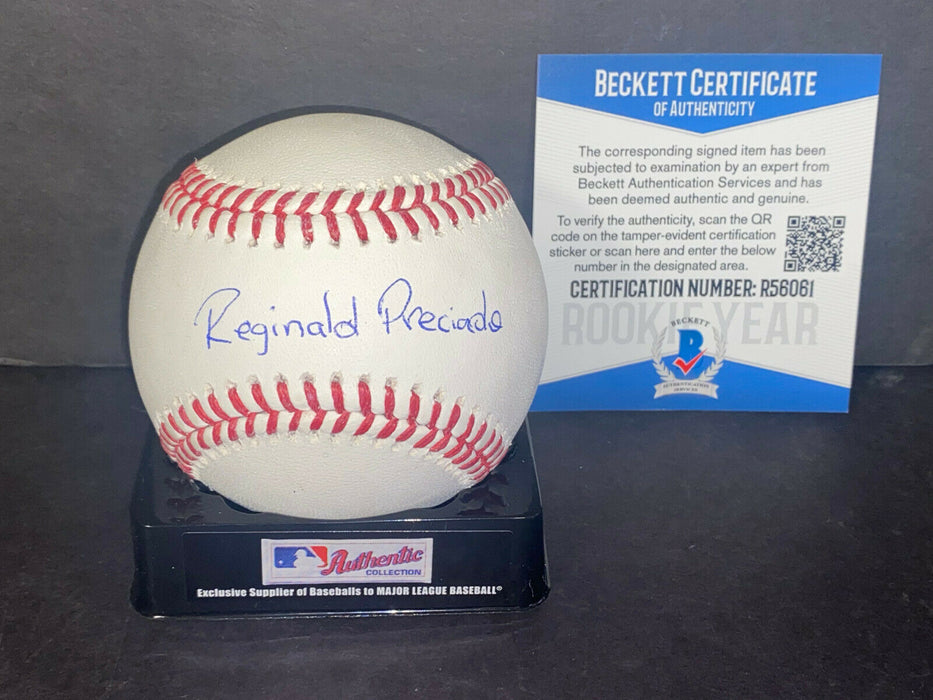 Reginald Preciado
Authentic
COLLECTION
Exclusive Supplier of Baseballs to MAJOR LEAGUE BASEBALL®
BECKETT CERTIFICATE
OF AUTHENTICITY
The corresponding signed item has been
subjected to examination by an expert from
Beckett Authentication Services and has
been deemed authentic and genuine.
To verify the authenticity, scan the QR
code on the tamper-evident certification
sticker or scan here and enter the below
number in the designated area.
CERTIFICATION NUMBER: R56061
ROOKIE YEAR
BECKETT
B
AUTHENTICATION
SERVICES